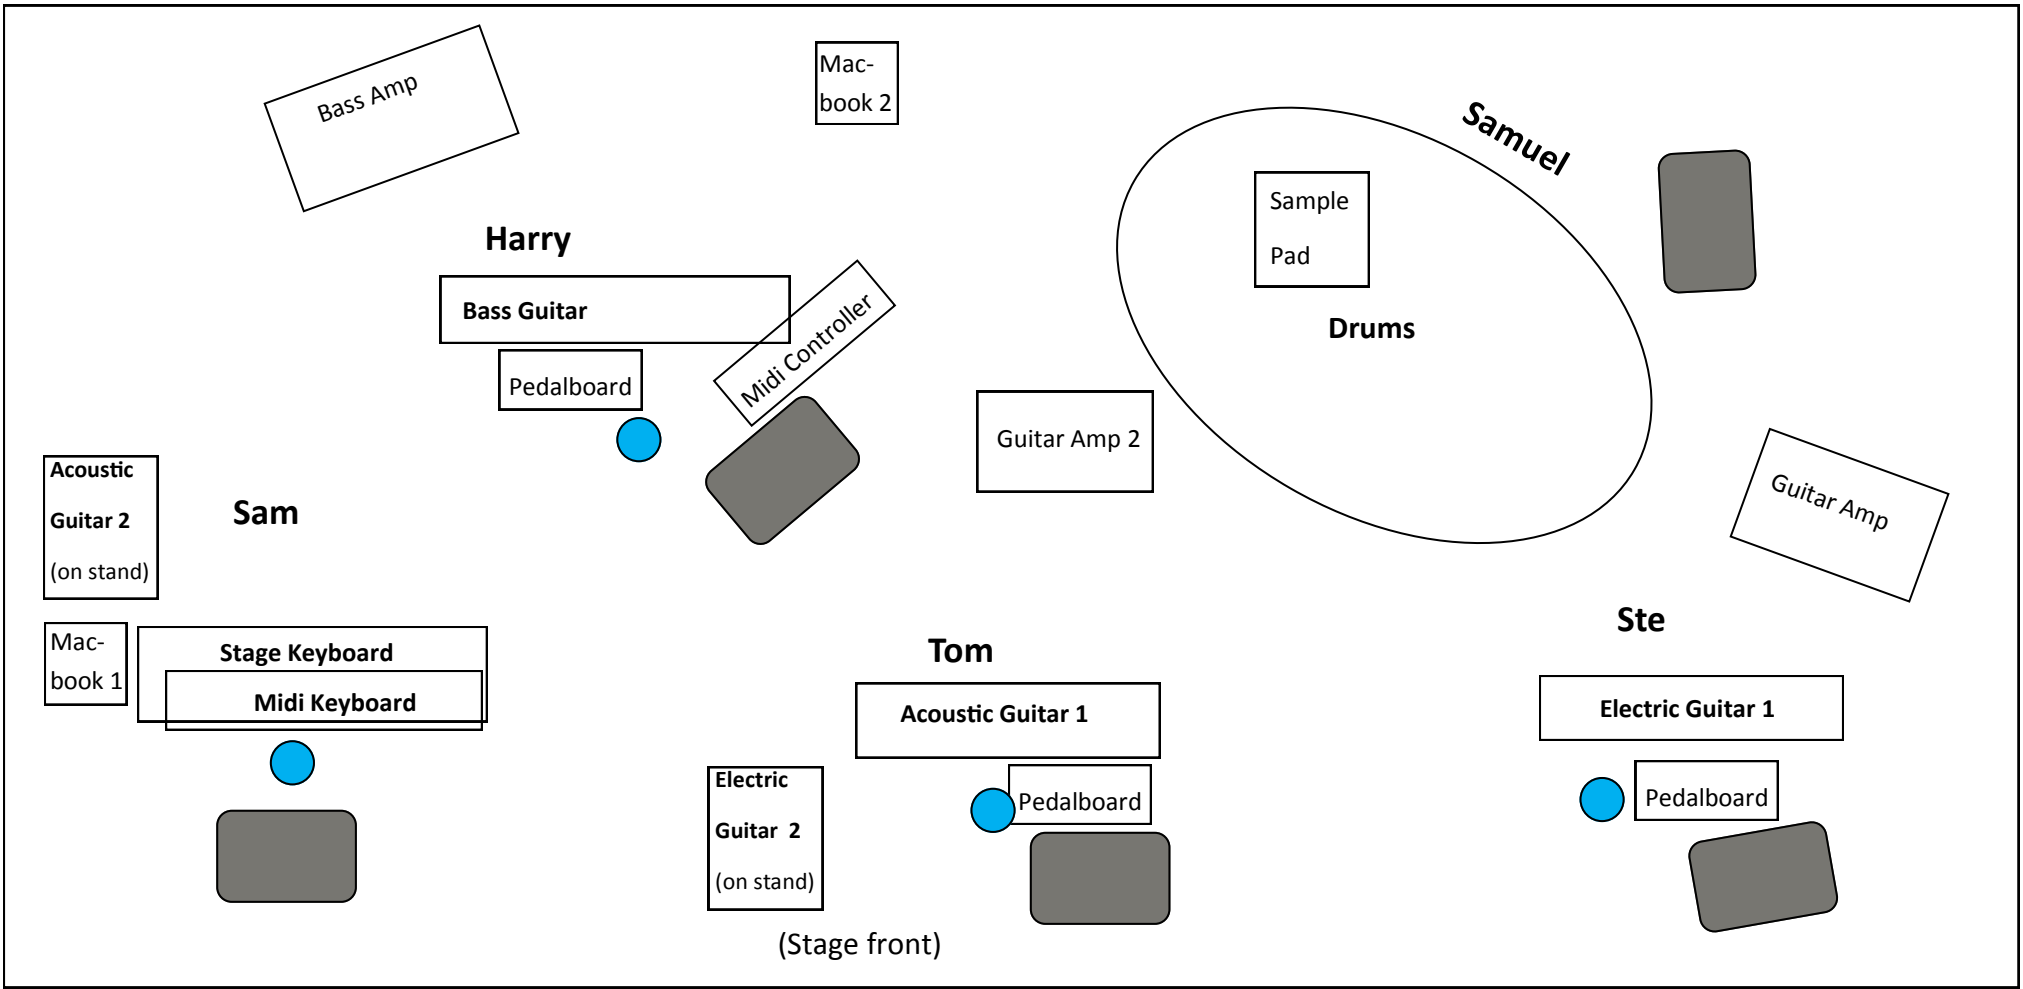 Bass Amp
Mac-
book 2
Samuel
Sample
Pad
Drums
Harry
Bass Guitar
Midi Controller
Pedalboard
Guitar Amp 2
Guitar Amp
Acoustic
Guitar 2
(on stand)
Sam
Mac-
book 1
Stage Keyboard
Midi Keyboard
Tom
Acoustic Guitar 1
Pedalboard
Electric
Guitar 2
(on stand)
Ste
Electric Guitar 1
Pedalboard
(Stage front)